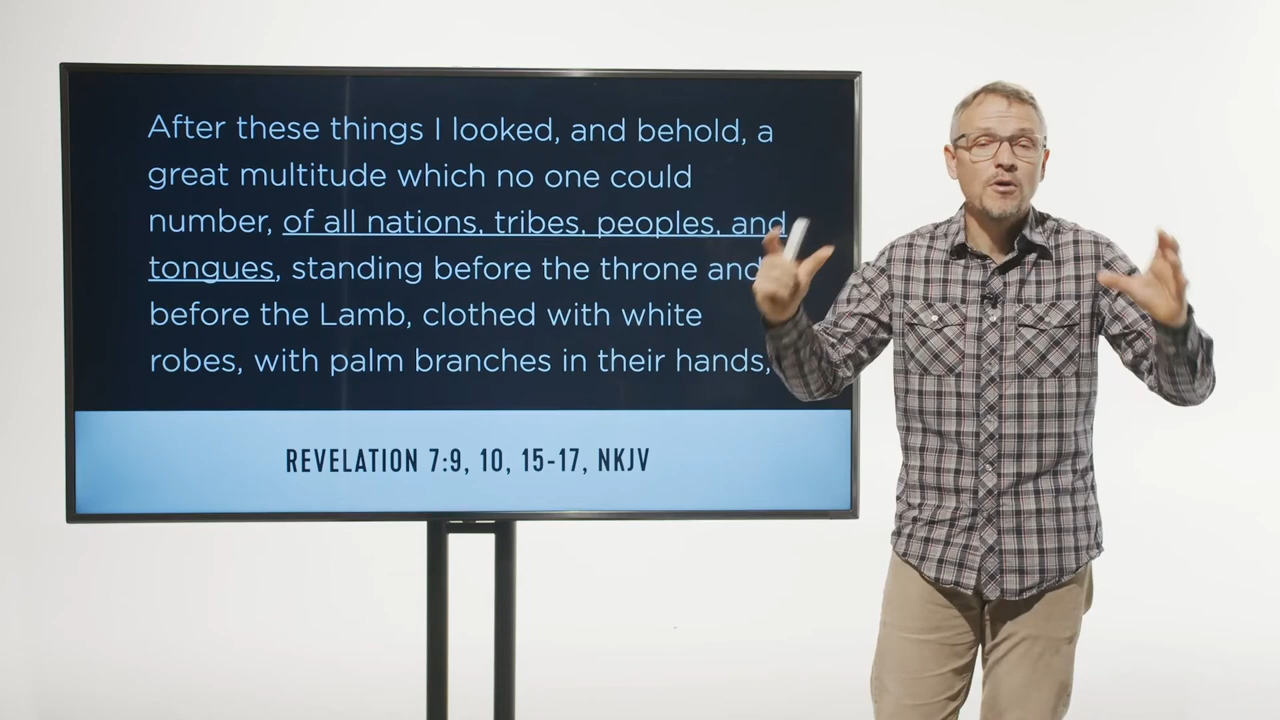 After these things I looked, and behold, a
great multitude which no one could
number, of all nations, tribes, peoples, and
tongues, standing before the throne and
before the Lamb, clothed with white
robes, with palm branches in their hands,
REVELATION 7:9, 10, 15-17, NKJV